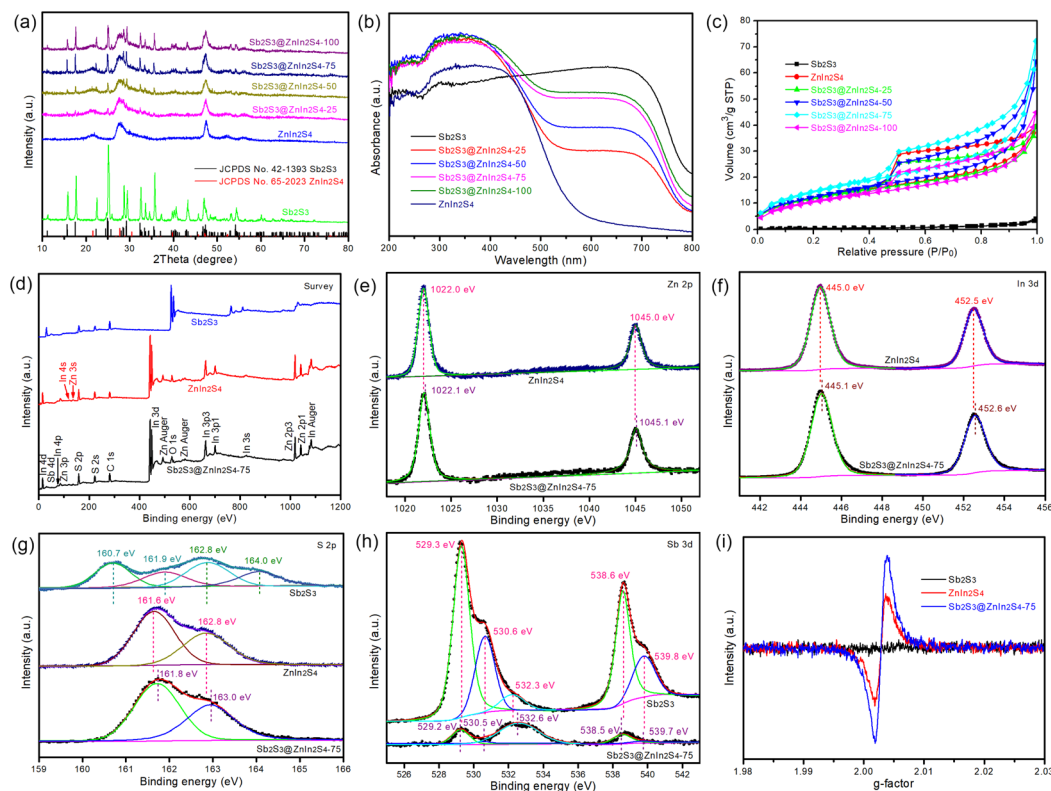 (a)
Sb2S3@ZnIn2S4-100
Sb2S3@ZnIn2S4-75
Sb2S3@ZnIn2S4-50
Sb2S3@ZnIn2S4-25
ZnIn2S4
JCPDS No. 42-1393 Sb2S3
JCPDS No. 65-2023 ZnIn2S4
Sb2S3
Intensity (a.u.)
10 20 30 40 50 60 70 80
2Theta (degree)
(b)
Sb2S3
Sb2S3@ZnIn2S4-25
Sb2S3@ZnIn2S4-50
Sb2S3@ZnIn2S4-75
Sb2S3@ZnIn2S4-100
ZnIn2S4
Absorbance (a.u.)
200 300 400 500 600 700 800
Wavelength (nm)
(c)
Sb2S3
ZnIn2S4
Sb2S3@ZnIn2S4-25
Sb2S3@ZnIn2S4-50
Sb2S3@ZnIn2S4-75
Sb2S3@ZnIn2S4-100
Volume (cm³/g STP)
80
70
60
50
40
30
20
10
0
0.0 0.2 0.4 0.6 0.8 1.0
Relative pressure (P/P0)
(d)
Survey
Sb2S3
In 4s
Zn 3s
ZnIn2S4
In 4d
Sb 4d
In 4p
Zn 3p
S 2p
S 2s
C 1s
In 3d
Zn Auger
O 1s
Zn Auger
In 3p3
In 3p1
In 3s
Zn 2p3
Zn 2p1
In Auger
Sb2S3@ZnIn2S4-75
Intensity (a.u.)
0 200 400 600 800 1000 1200
Binding energy (eV)
(e)
Zn 2p
1022.0 eV
1045.0 eV
ZnIn2S4
1022.1 eV
1045.1 eV
Sb2S3@ZnIn2S4-75
Intensity (a.u.)
1020 1025 1030 1035 1040 1045 1050
Binding energy (eV)
(f)
In 3d
445.0 eV
452.5 eV
ZnIn2S4
445.1 eV
452.6 eV
Sb2S3@ZnIn2S4-75
Intensity (a.u.)
442 444 446 448 450 452 454 456
Binding energy (eV)
(g)
S 2p
160.7 eV
161.9 eV
162.8 eV
164.0 eV
Sb2S3
161.6 eV
162.8 eV
ZnIn2S4
161.8 eV
163.0 eV
Sb2S3@ZnIn2S4-75
Intensity (a.u.)
159 160 161 162 163 164 165 166
Binding energy (eV)
(h)
Sb 3d
529.3 eV
538.6 eV
530.6 eV
539.8 eV
532.3 eV
Sb2S3
529.2 eV
530.5 eV
532.6 eV
538.5 eV
539.7 eV
Sb2S3@ZnIn2S4-75
Intensity (a.u.)
526 528 530 532 534 536 538 540 542
Binding energy (eV)
(i)
Sb2S3
ZnIn2S4
Sb2S3@ZnIn2S4-75
Intensity (a.u.)
1.98 1.99 2.00 2.01 2.02 2.03
g-factor